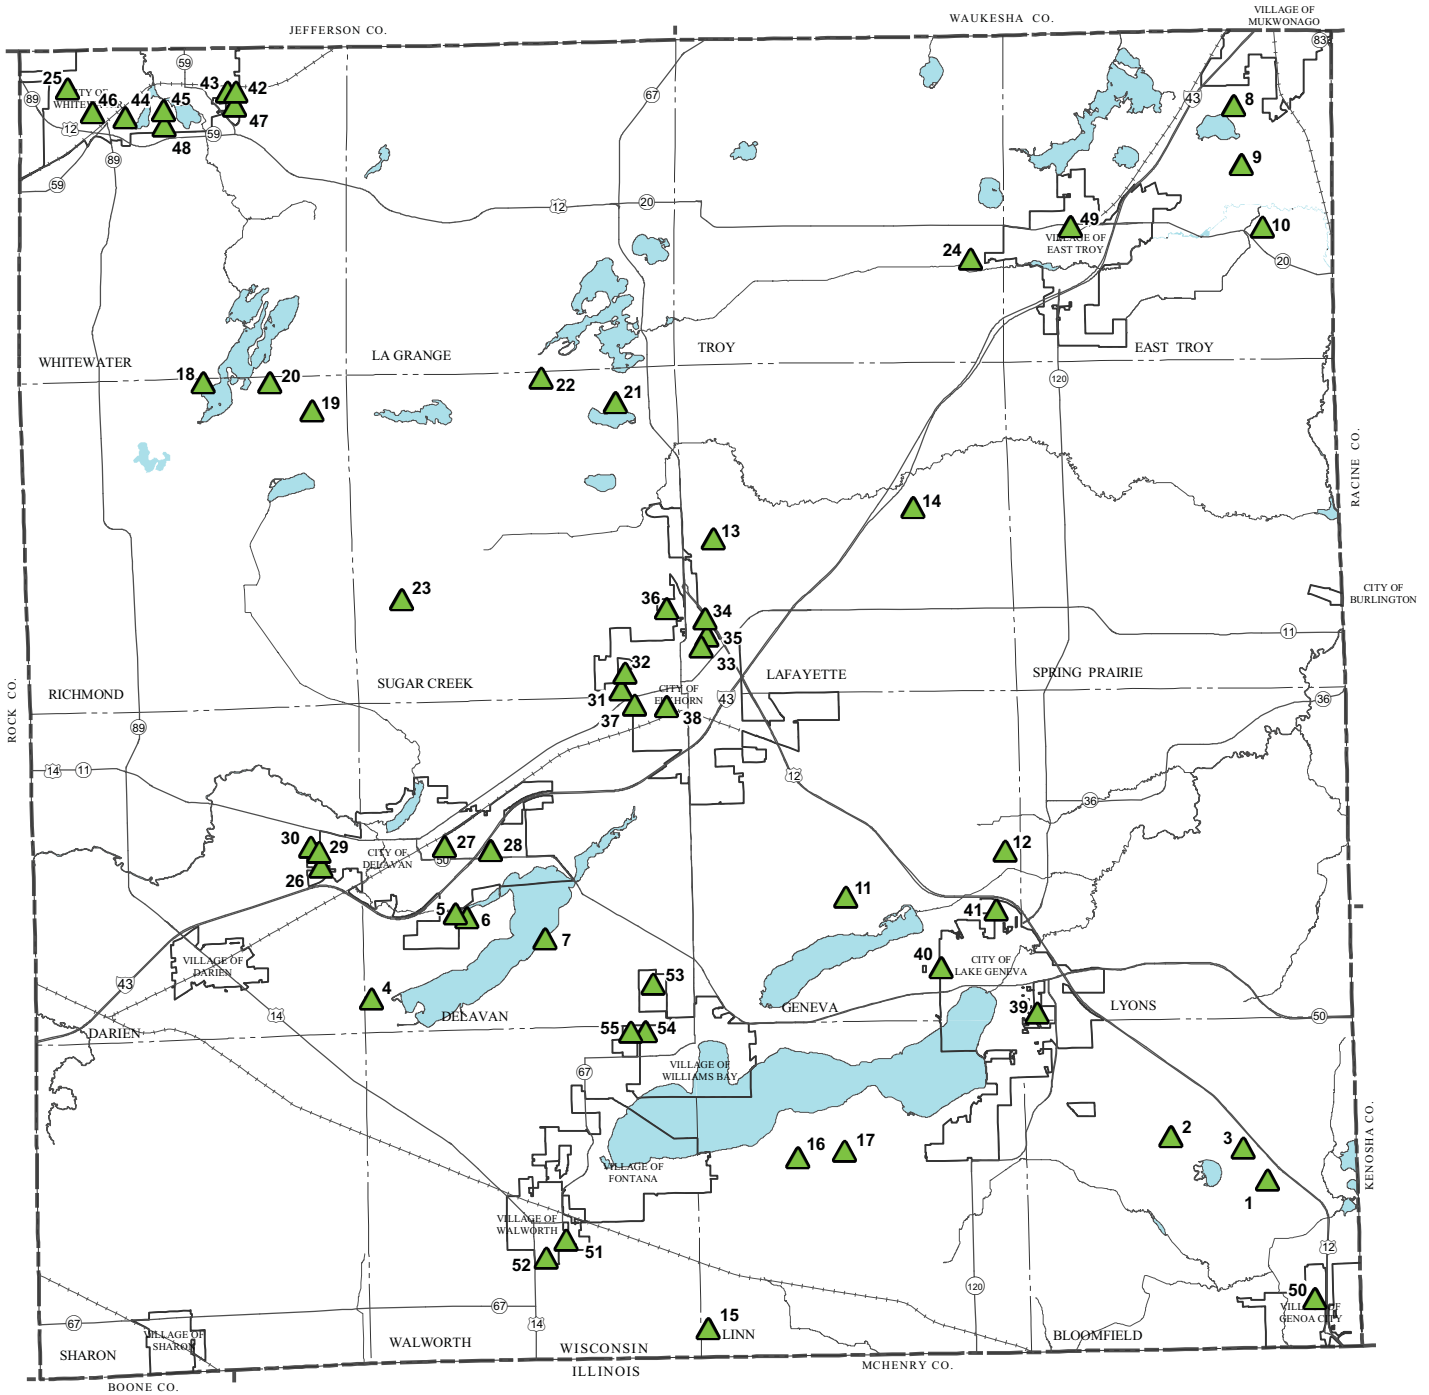 VILLAGE OF
MUKWONAGO
WAUKESHA CO.
JEFFERSON CO.
83
59
25
43
42
CITY OF
WHITEWATER
89
46
44
45
47
12
48
59
89
59
67
43
8
9
12
20
49
VILLAGE OF
EAST TROY
10
24
20
WHITEWATER
LA GRANGE
TROY
EAST TROY
18
20
19
22
21
120
14
13
RACINE CO.
23
36
34
35
33
CITY OF
BURLINGTON
11
32
31
37
CITY OF
ELKHORN
38
43
LAFAYETTE
SPRING PRAIRIE
RICHMOND
SUGAR CREEK
ROCK CO.
36
89
14
11
12
36
30
29
26
CITY OF
DELAVAN
27
50
28
12
11
41
5
6
7
40
CITY OF
LAKE GENEVA
VILLAGE OF
DARIEN
43
4
53
39
14
DELAVAN
GENEVA
LYONS
50
DARIEN
55
54
67
VILLAGE OF
WILLIAMS BAY
2
3
1
16
17
KENOSHA CO.
VILLAGE OF
FONTANA
VILLAGE OF
WALWORTH
51
52
12
120
50
VILLAGE OF
GENOA CITY
67
67
14
15
LINN
VILLAGE OF
SHARON
SHARON
WALWORTH
WISCONSIN
ILLINOIS
BLOOMFIELD
MCHENRY CO.
BOONE CO.